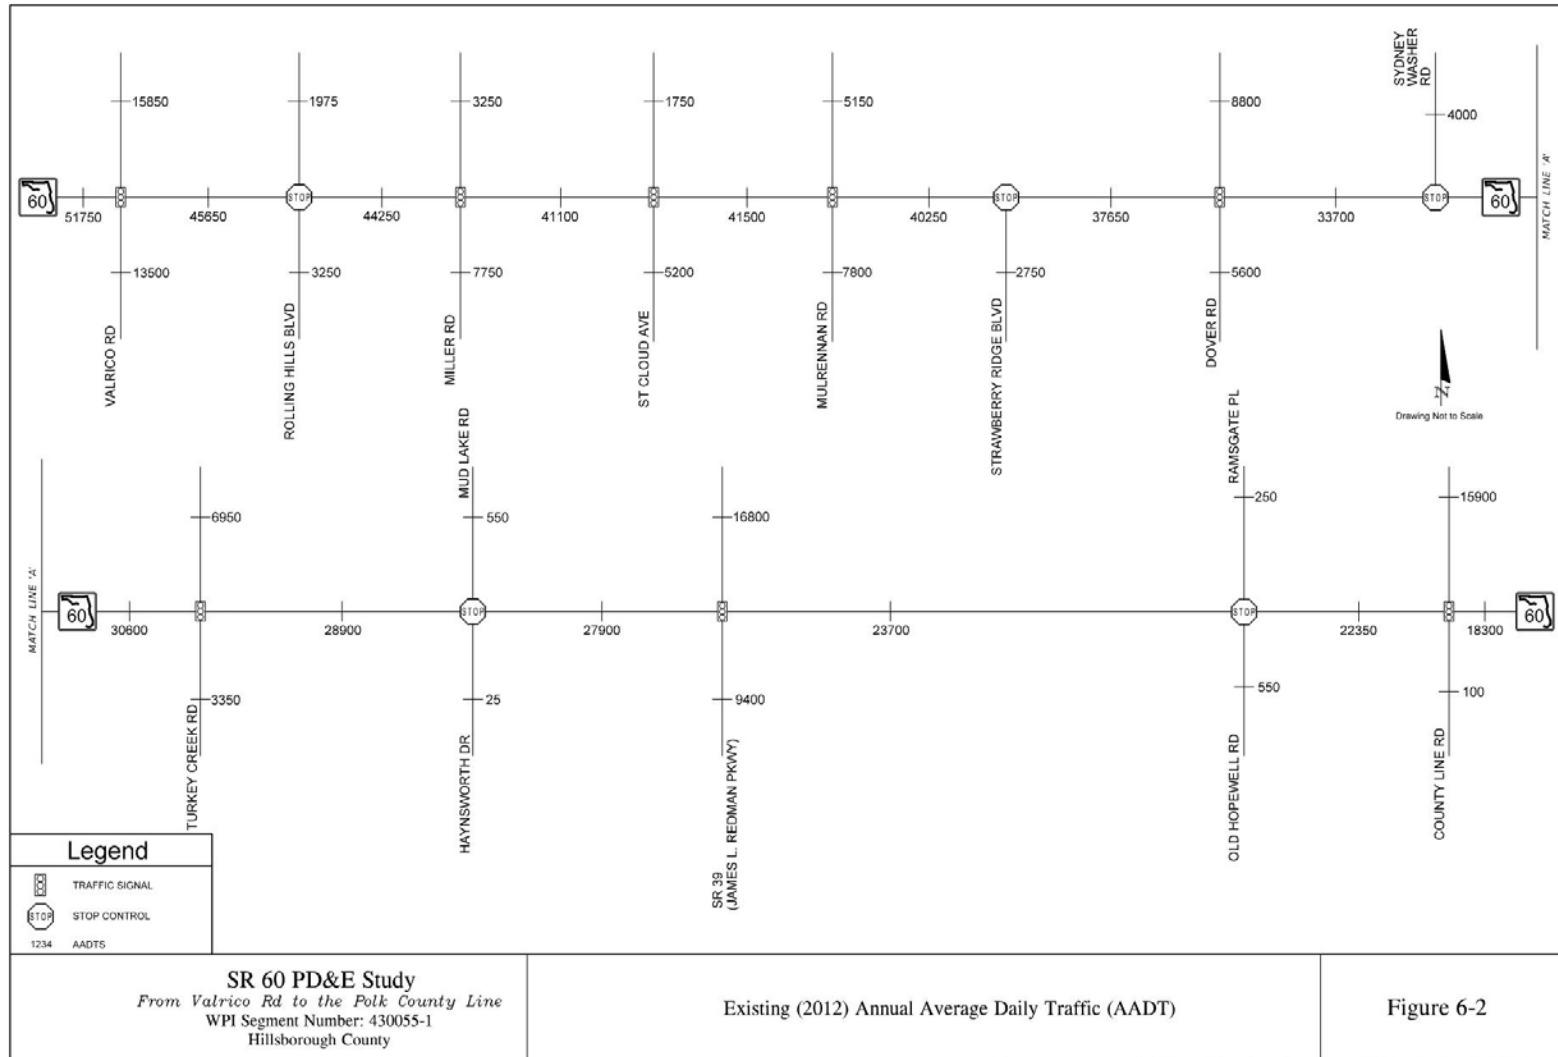 SYDNEY
WASHER
RD
15850
1975
3250
1750
5150
8800
4000
60
51750
45650
STOP
44250
41100
41500
40250
STOP
37650
33700
STOP
60
MATCH LINE 'A'
13500
3250
7750
5200
7800
2750
5600
VALRICO RD
ROLLING HILLS BLVD
MILLER RD
ST CLOUD AVE
MULRENNAN RD
STRAWBERRY RIDGE BLVD
DOVER RD
N
Drawing Not to Scale
MUD LAKE RD
RAMSGATE PL
6950
550
16800
250
15900
MATCH LINE 'A'
60
30600
28900
STOP
27900
23700
STOP
22350
18300
60
3350
25
9400
550
100
TURKEY CREEK RD
HAYNSWORTH DR
SR 39
(JAMES L. REDMAN PKWY)
OLD HOPEWELL RD
COUNTY LINE RD
Legend
TRAFFIC SIGNAL
STOP STOP CONTROL
1234 AADTS
SR 60 PD&E Study
From Valrico Rd to the Polk County Line
WPI Segment Number: 430055-1
Hillsborough County
Existing (2012) Annual Average Daily Traffic (AADT)
Figure 6-2